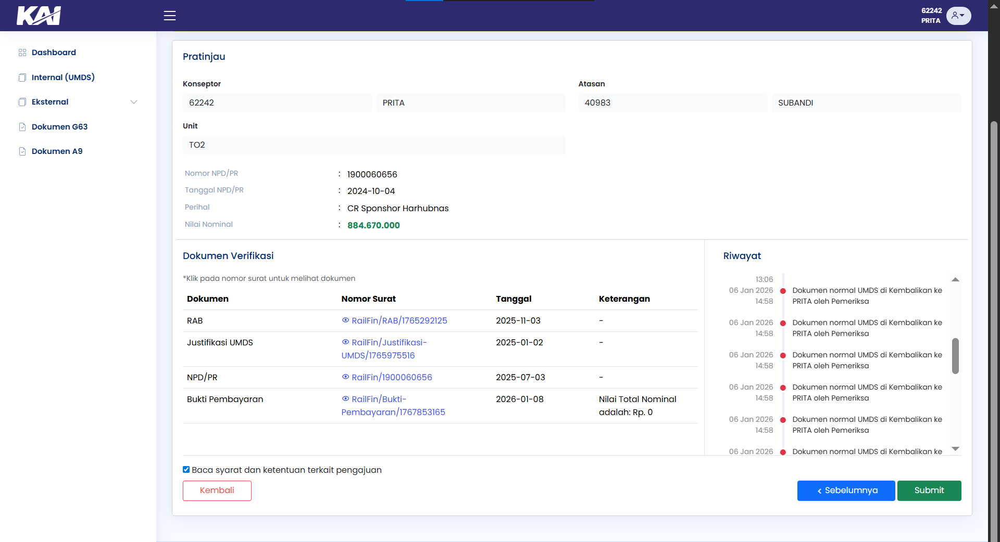 KAI
62242
PRITA
Dashboard
Internal (UMDS)
Eksternal
Dokumen G63
Dokumen A9
Pratinjau
Konseptor
Atasan
62242
PRITA
40983
SUBANDI
Unit
TO2
Nomor NPD/PR : 1900060656
Tanggal NPD/PR : 2024-10-04
Perihal : CR Sponshor Harhubnas
Nilai Nominal : 884.670.000
Dokumen Verifikasi
*Klik pada nomor surat untuk melihat dokumen
Dokumen Nomor Surat Tanggal Keterangan
RAB RailFin/RAB/1765292125 2025-11-03 -
Justifikasi UMDS RailFin/Justifikasi- 2025-01-02 -
UMDS/1765975516
NPD/PR RailFin/1900060656 2025-07-03 -
Bukti Pembayaran RailFin/Bukti- 2026-01-08 Nilai Total Nominal
Pembayaran/1767853165 adalah: Rp. 0
Riwayat
13:06
06 Jan 2026 Dokumen normal UMDS di Kembalikan ke
14:58 PRITA oleh Pemeriksa
06 Jan 2026 Dokumen normal UMDS di Kembalikan ke
14:58 PRITA oleh Pemeriksa
06 Jan 2026 Dokumen normal UMDS di Kembalikan ke
14:58 PRITA oleh Pemeriksa
06 Jan 2026 Dokumen normal UMDS di Kembalikan ke
14:58 PRITA oleh Pemeriksa
06 Jan 2026 Dokumen normal UMDS di Kembalikan ke
14:58 PRITA oleh Pemeriksa
06 Jan 2026 Dokumen normal UMDS di Kembalikan ke
Baca syarat dan ketentuan terkait pengajuan
Kembali
‹ Sebelumnya
Submit